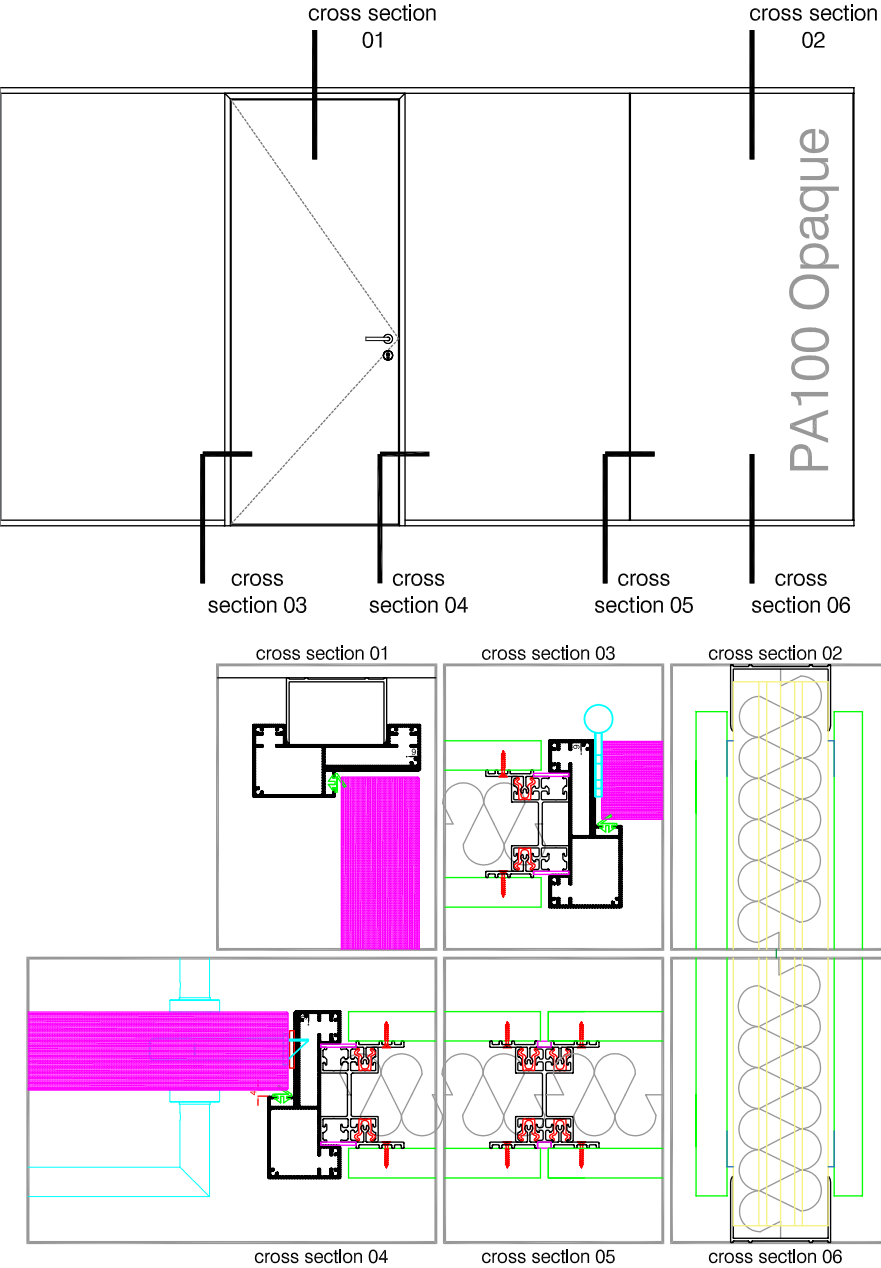 cross section
01
cross section
02
PA100 Opaque
cross
section 03
cross
section 04
cross
section 05
cross
section 06
cross section 01
cross section 03
cross section 02
cross section 04
cross section 05
cross section 06